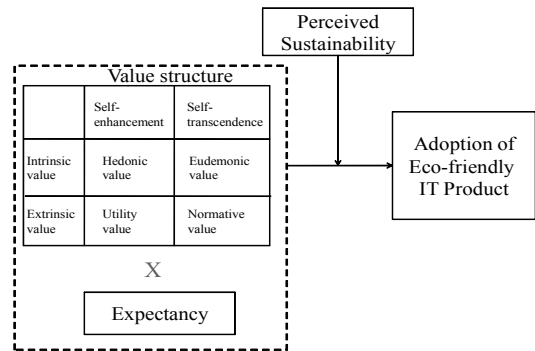 Perceived
Sustainability
Value structure
Self-
enhancement
Self-
transcendence
Intrinsic
value
Hedonic
value
Eudemonic
value
Extrinsic
value
Utility
value
Normative
value
X
Expectancy
Adoption of
Eco-friendly
IT Product